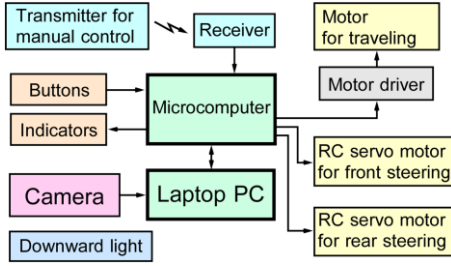 Transmitter for
manual control
Receiver
Motor
for traveling
Buttons
Microcomputer
Motor driver
Indicators
RC servo motor
for front steering
Camera
Laptop PC
RC servo motor
for rear steering
Downward light